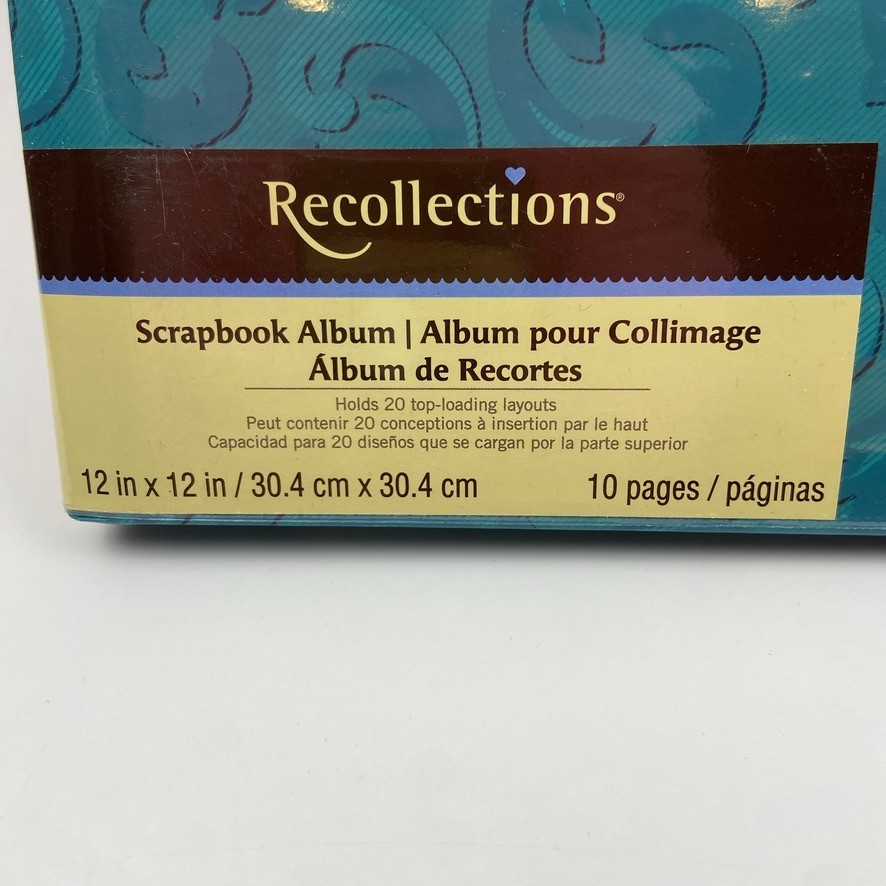 Recollections®
Scrapbook Album | Album pour Collimage
Álbum de Recortes
Holds 20 top-loading layouts
Peut contenir 20 conceptions à insertion par le haut
Capacidad para 20 diseños que se cargan por la parte superior
12 in x 12 in / 30.4 cm x 30.4 cm 10 pages / páginas